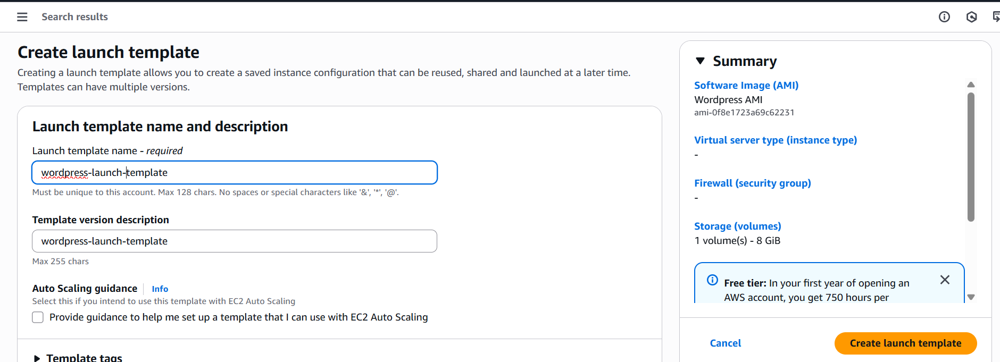 Search results
Create launch template
Creating a launch template allows you to create a saved instance configuration that can be reused, shared and launched at a later time.
Templates can have multiple versions.
Launch template name and description
Launch template name - required
wordpress-launch-template
Must be unique to this account. Max 128 chars. No spaces or special characters like '&', '*', '@'.
Template version description
wordpress-launch-template
Max 255 chars
Auto Scaling guidance
Info
Select this if you intend to use this template with EC2 Auto Scaling
Provide guidance to help me set up a template that I can use with EC2 Auto Scaling
Template tags
Summary
Software Image (AMI)
Wordpress AMI
ami-0f8e1723a69c62231
Virtual server type (instance type)
-
Firewall (security group)
-
Storage (volumes)
1 volume(s) - 8 GiB
Free tier: In your first year of opening an
AWS account, you get 750 hours per
Cancel
Create launch template